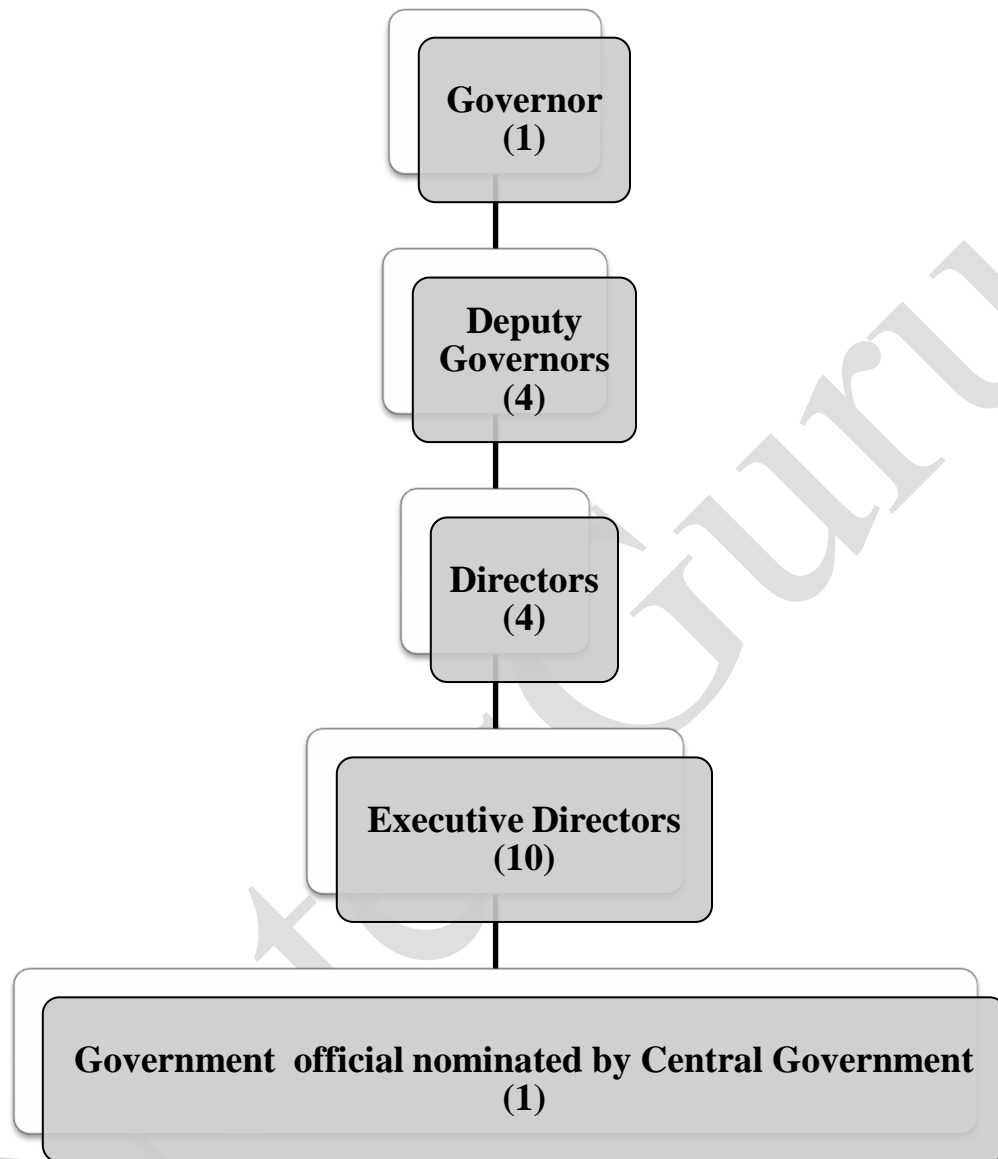 Governor
(1)
Deputy
Governors
(4)
Directors
(4)
Executive Directors
(10)
Government official nominated by Central Government
(1)